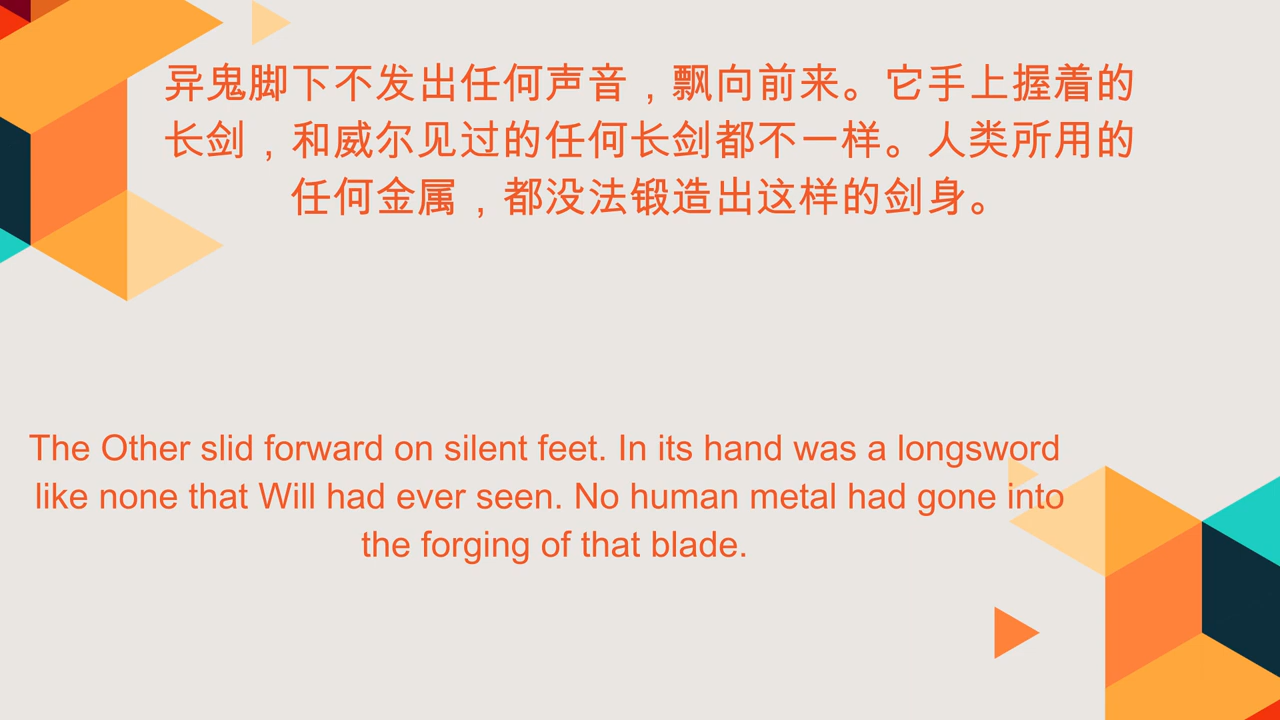 异鬼脚下不发出任何声音，飘向前来。它手上握着的
长剑，和威尔见过的任何长剑都不一样。人类所用的
任何金属，都没法锻造出这样的剑身。
The Other slid forward on silent feet. In its hand was a longsword
like none that Will had ever seen. No human metal had gone into
the forging of that blade.